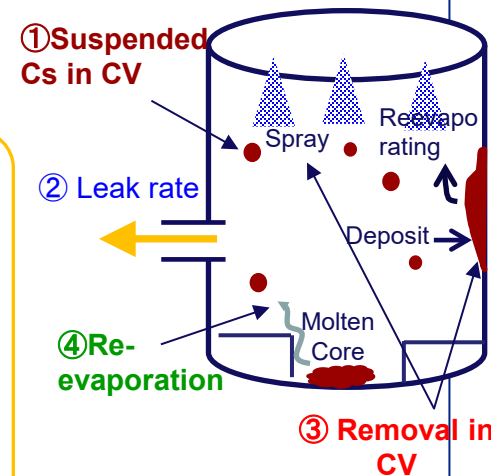 ①Suspended
Cs in CV
Spray
Reevapo
rating
② Leak rate
Deposit
④Re-
evaporation
Molten
Core
③ Removal in
CV